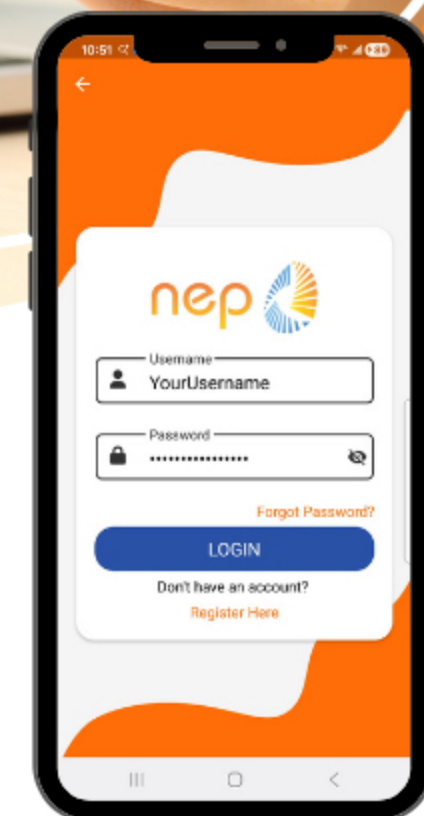 10:51
nep
Username
YourUsername
Password
Forgot Password?
LOGIN
Don't have an account?
Register Here